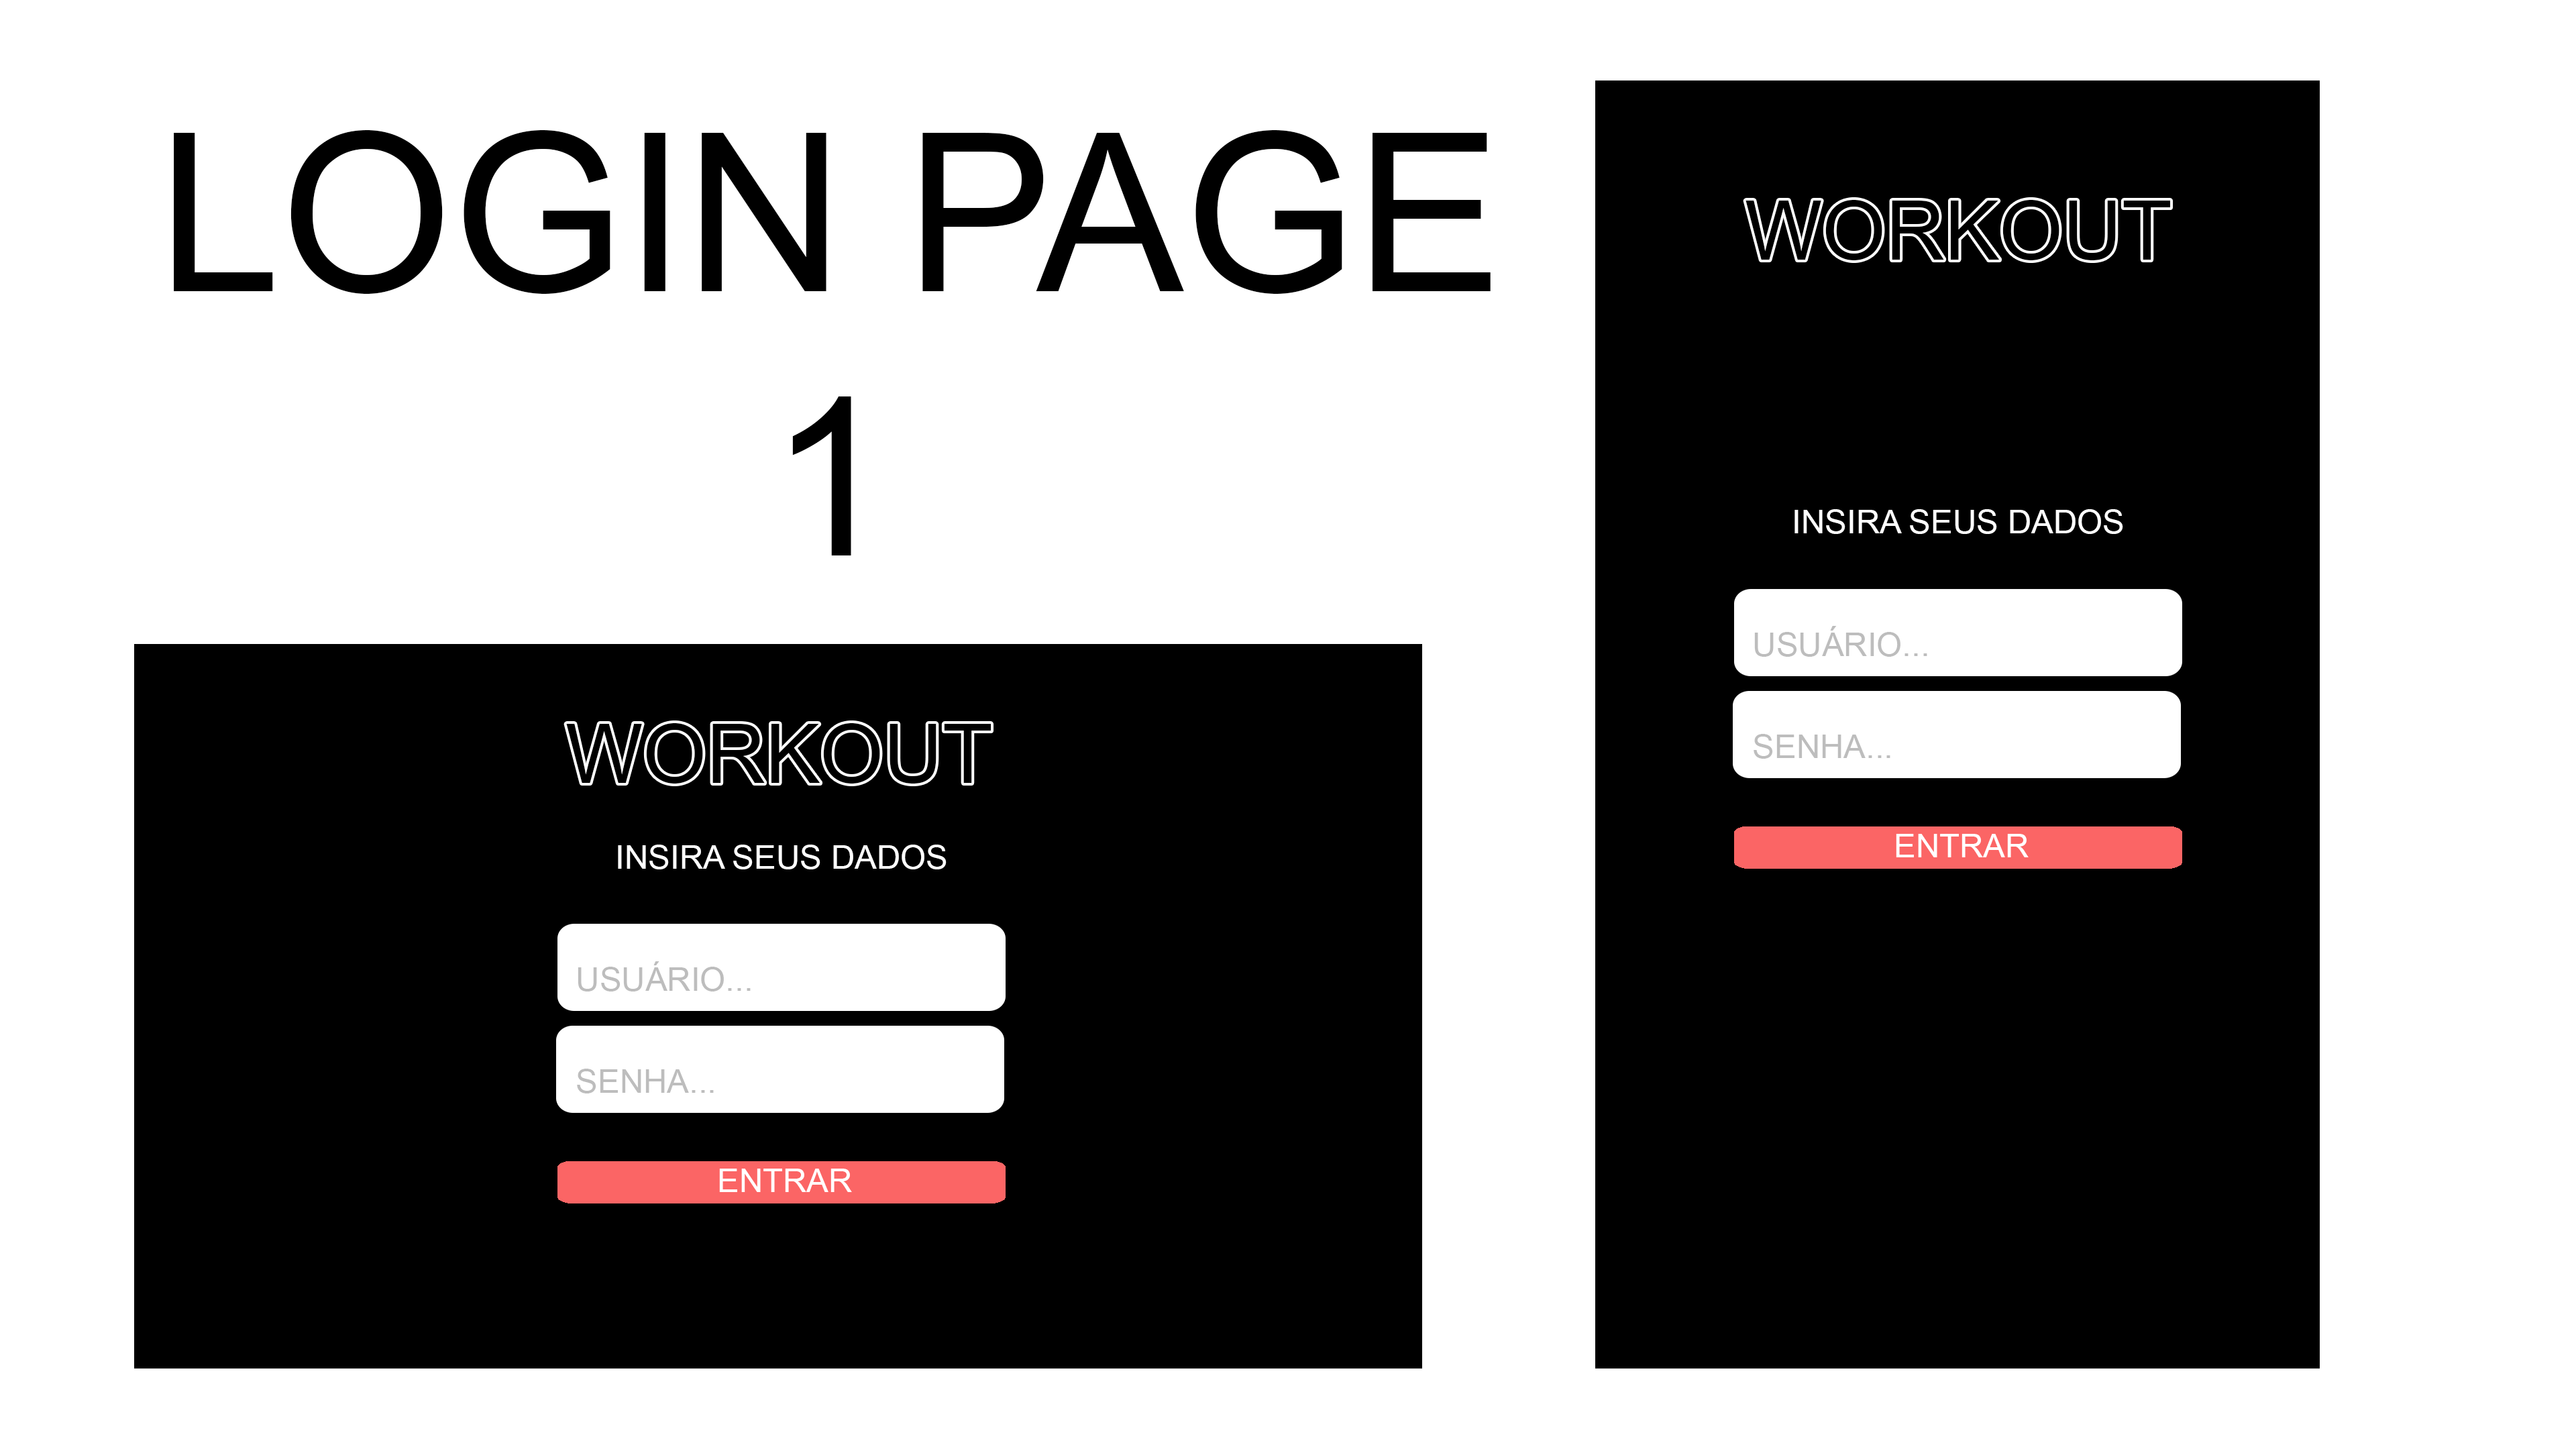 LOGIN PAGE
1
WORKOUT
INSIRA SEUS DADOS
USUÁRIO...
SENHA...
ENTRAR
WORKOUT
INSIRA SEUS DADOS
USUÁRIO...
SENHA...
ENTRAR